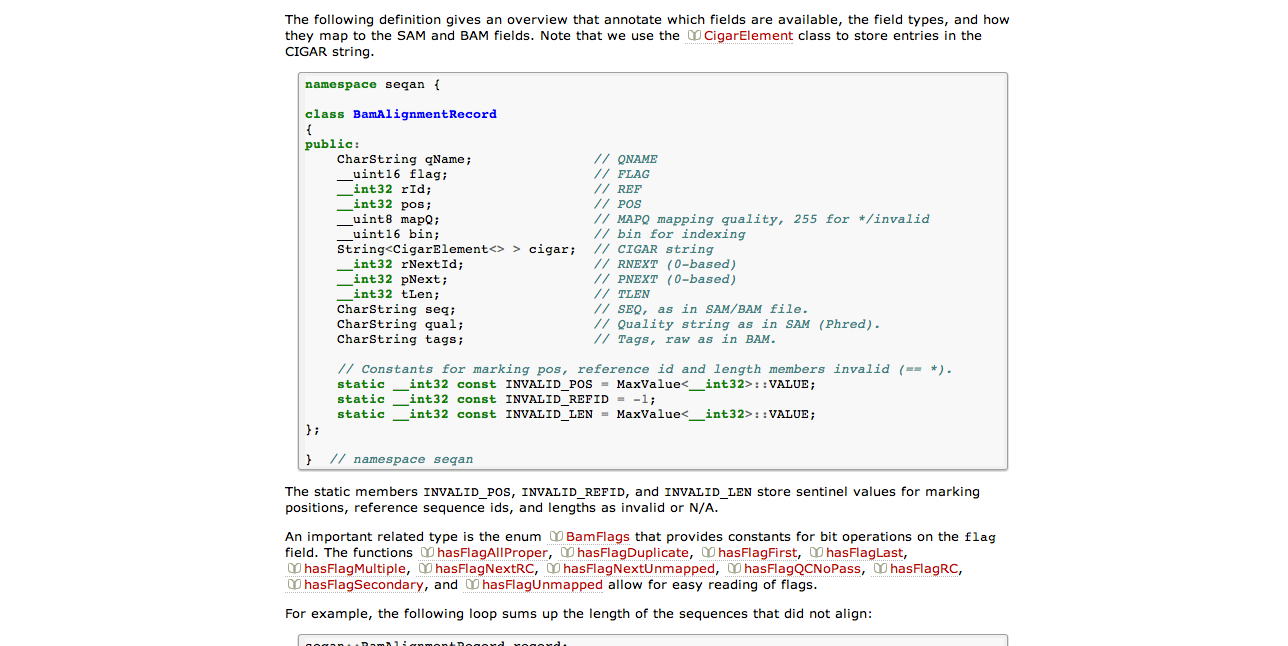 The following definition gives an overview that annotate which fields are available, the field types, and how
they map to the SAM and BAM fields. Note that we use the CigarElement class to store entries in the
CIGAR string.
namespace seqan {
class BamAlignmentRecord
{
public:
    CharString qName;               // QNAME
    __uint16 flag;                  // FLAG
    __int32 rId;                    // REF
    __int32 pos;                    // POS
    __uint8 mapQ;                   // MAPQ mapping quality, 255 for */invalid
    __uint16 bin;                   // bin for indexing
    String<CigarElement<> > cigar;  // CIGAR string
    __int32 rNextId;                // RNEXT (0-based)
    __int32 pNext;                  // PNEXT (0-based)
    __int32 tLen;                   // TLEN
    CharString seq;                 // SEQ, as in SAM/BAM file.
    CharString qual;                // Quality string as in SAM (Phred).
    CharString tags;                // Tags, raw as in BAM.
    // Constants for marking pos, reference id and length members invalid (== *).
    static __int32 const INVALID_POS = MaxValue<__int32>::VALUE;
    static __int32 const INVALID_REFID = -1;
    static __int32 const INVALID_LEN = MaxValue<__int32>::VALUE;
};
}  // namespace seqan
The static members INVALID_POS, INVALID_REFID, and INVALID_LEN store sentinel values for marking
positions, reference sequence ids, and lengths as invalid or N/A.
An important related type is the enum BamFlags that provides constants for bit operations on the flag
field. The functions hasFlagAllProper, hasFlagDuplicate, hasFlagFirst, hasFlagLast,
hasFlagMultiple, hasFlagNextRC, hasFlagNextUnmapped, hasFlagQCNoPass, hasFlagRC,
hasFlagSecondary, and hasFlagUnmapped allow for easy reading of flags.
For example, the following loop sums up the length of the sequences that did not align:
seqan::BamAlignmentRecord record;